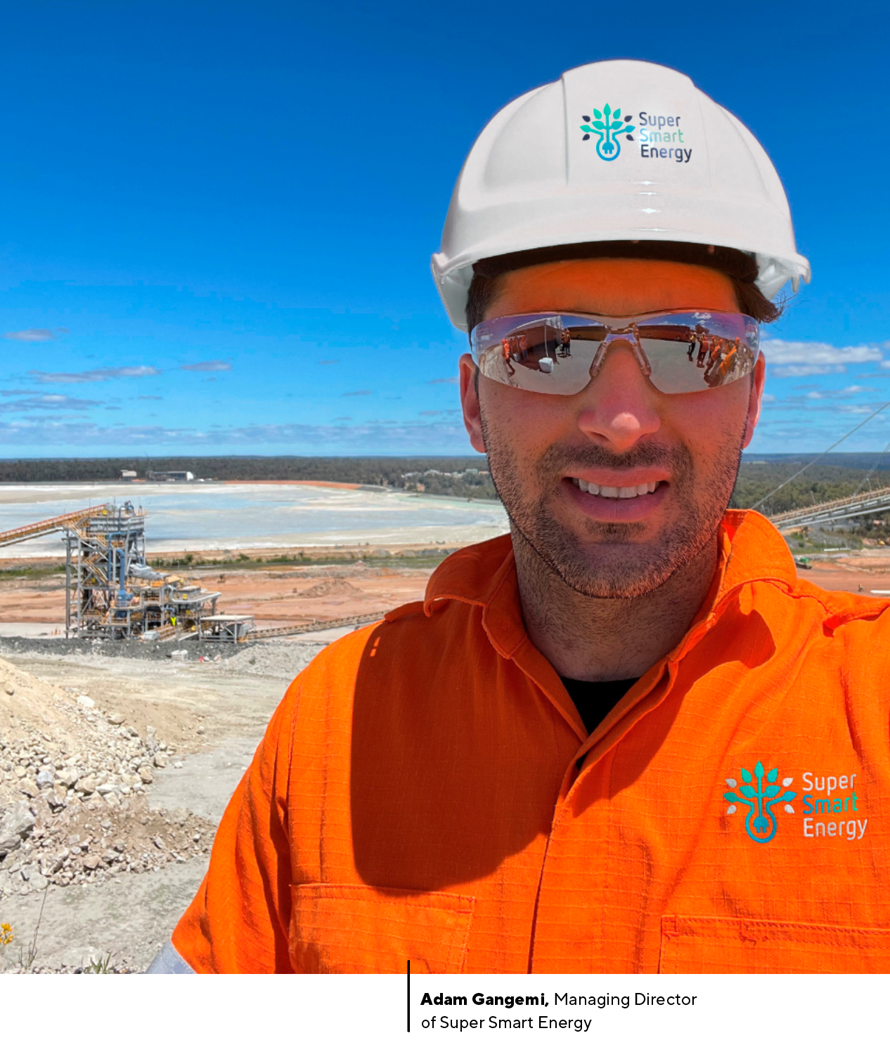 Super
Smart
Energy
Super
Smart
Energy
Adam Gangemi, Managing Director
of Super Smart Energy